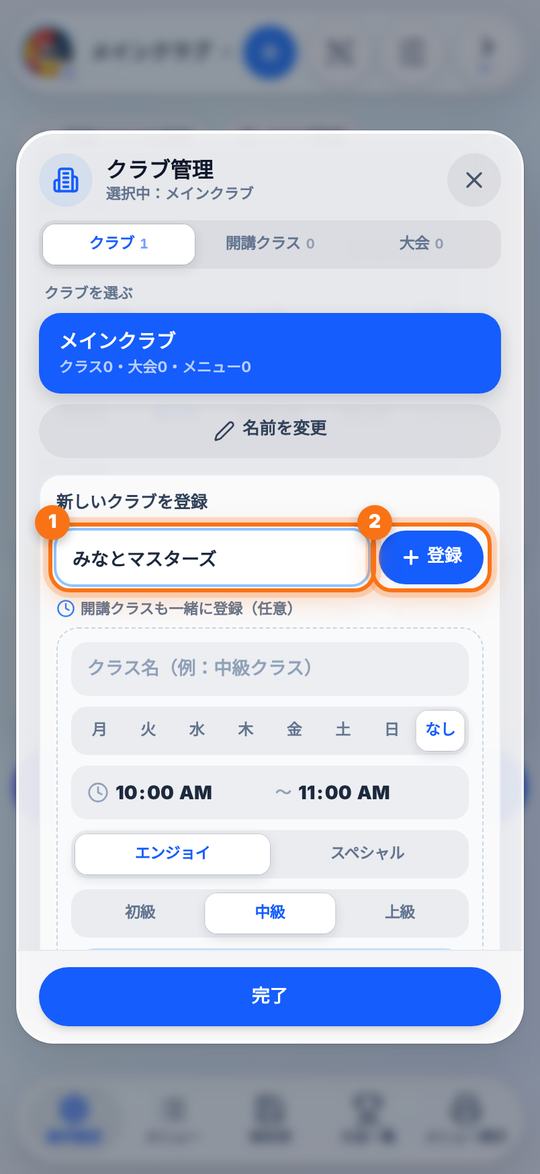 メインクラブ
クラブ管理
選択中：メインクラブ
クラブ 1
開講クラス 0
大会 0
クラブを選ぶ
メインクラブ
クラス0・大会0・メニュー0
名前を変更
新しいクラブを登録
1
2
みなとマスターズ
＋ 登録
開講クラスも一緒に登録（任意）
クラス名（例：中級クラス）
月 火 水 木 金 土 日 なし
10:00 AM 〜 11:00 AM
エンジョイ スペシャル
初級 中級 上級
完了